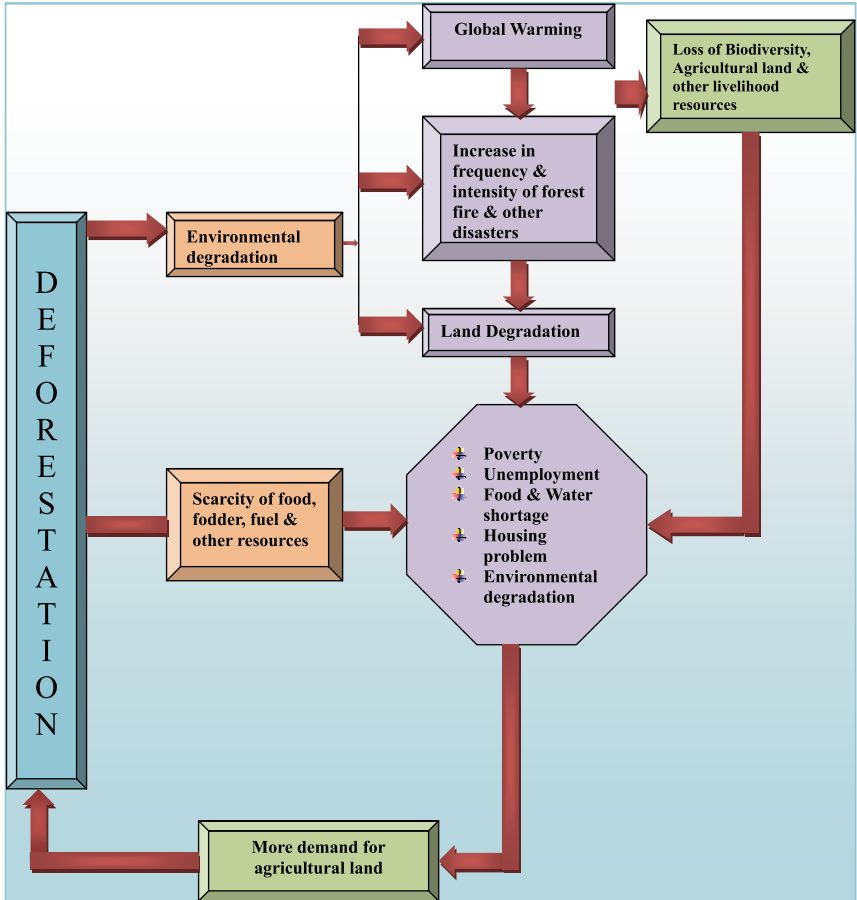 Global Warming
Loss of Biodiversity,
Agricultural land &
other livelihood
resources
Increase in
frequency &
intensity of forest
fire & other
disasters
Environmental
degradation
Land Degradation
DEFORESTATION
Scarcity of food,
fodder, fuel &
other resources
Poverty
Unemployment
Food & Water
shortage
Housing
problem
Environmental
degradation
More demand for
agricultural land